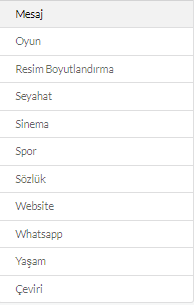 Mesaj
Oyun
Resim Boyutlandırma
Seyahat
Sinema
Spor
Sözlük
Website
Whatsapp
Yaşam
Çeviri